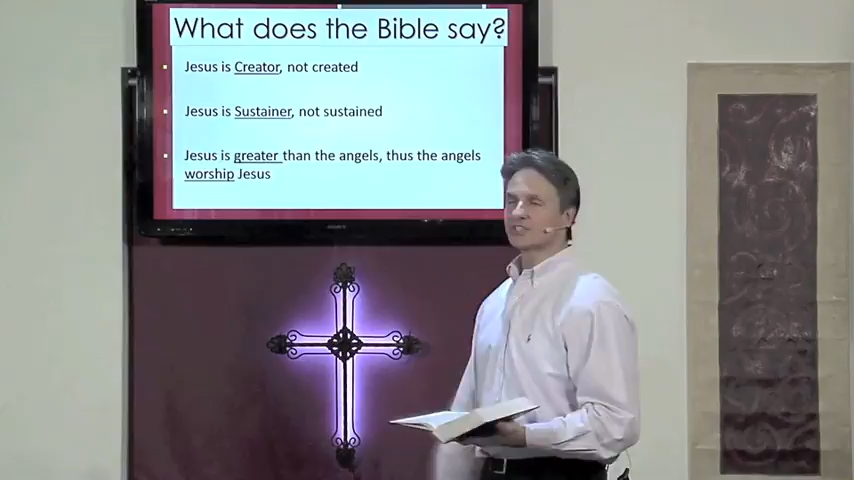 What does the Bible say?
Jesus is Creator, not created
Jesus is Sustainer, not sustained
Jesus is greater than the angels, thus the angels
worship Jesus